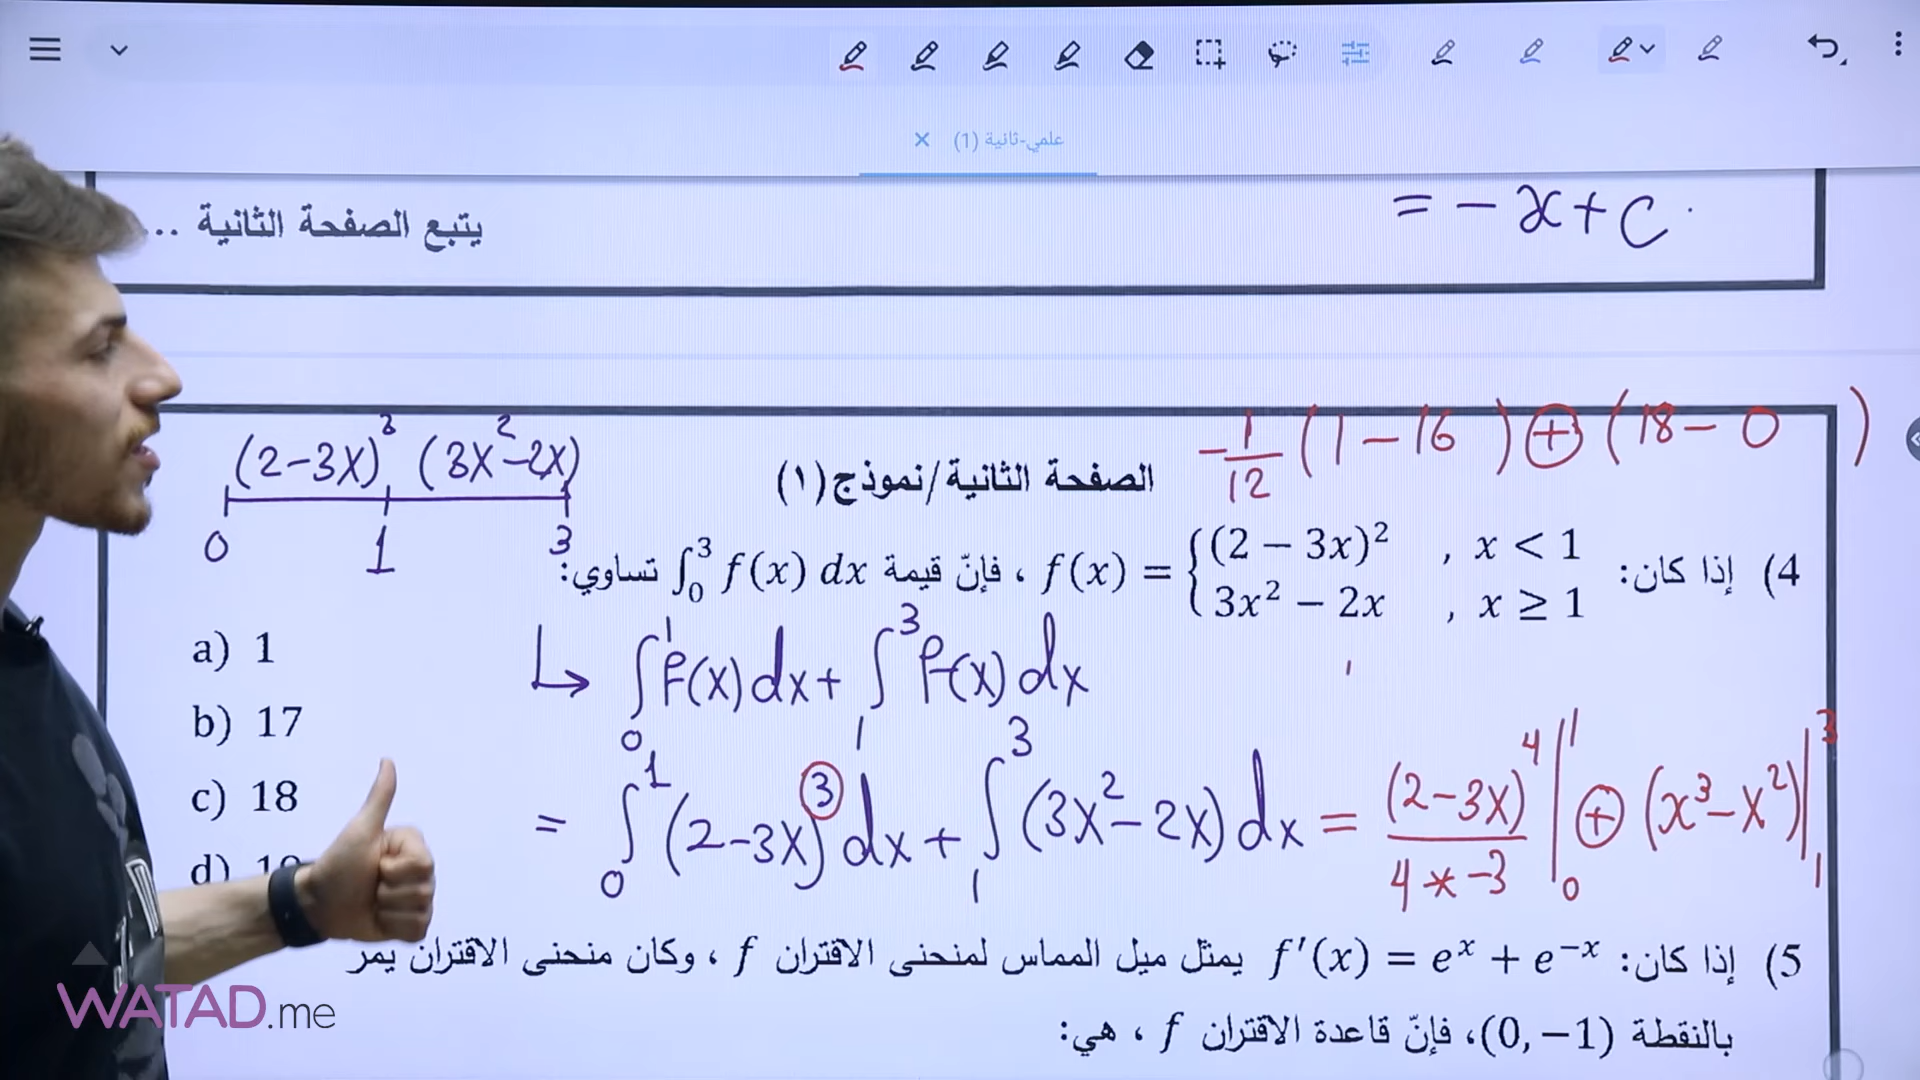 علمي-ثانية (1)
= - x + c
يتبع الصفحة الثانية ...
(2-3x)³ (3x²-2x)
0 1 3
-1/12 (1-16) ⊕ (18-0)
الصفحة الثانية/نموذج(١)
4) إذا كان: f(x) = { (2 − 3x)² , x < 1
3x² − 2x , x ≥ 1
، فإنّ قيمة ∫₀³ f(x) dx تساوي:
↳ ∫₀¹ f(x)dx + ∫₁³ f(x)dx
= ∫₀¹ (2-3x)³ dx + ∫₁³ (3x²-2x) dx = (2-3x)⁴/(4*-3) |₀¹ ⊕ (x³-x²)|₁³
a) 1
b) 17
c) 18
d)
5) إذا كان: f'(x) = eˣ + e⁻ˣ يمثل ميل المماس لمنحنى الاقتران f ، وكان منحنى الاقتران يمر
بالنقطة (0, −1)، فإنّ قاعدة الاقتران f ، هي:
WATAD.me